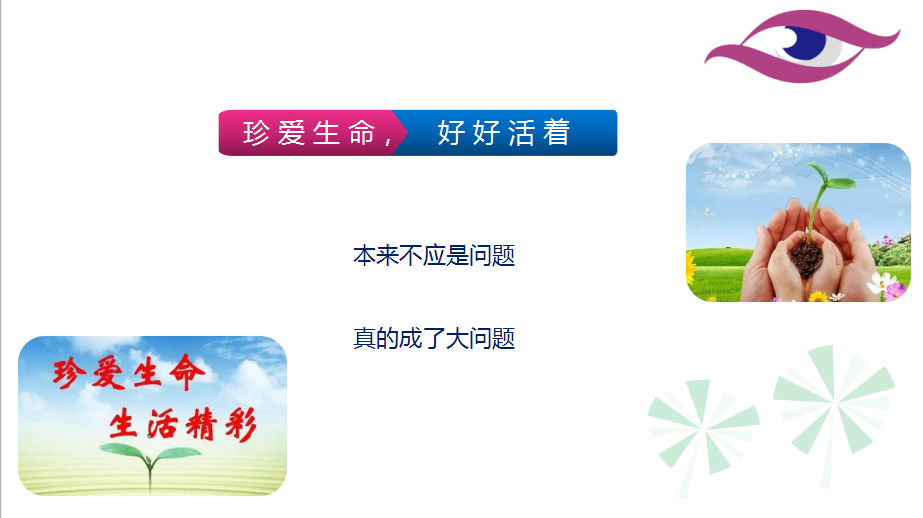 珍爱生命，好好活着
本来不应是问题
真的成了大问题
珍爱生命
生活精彩